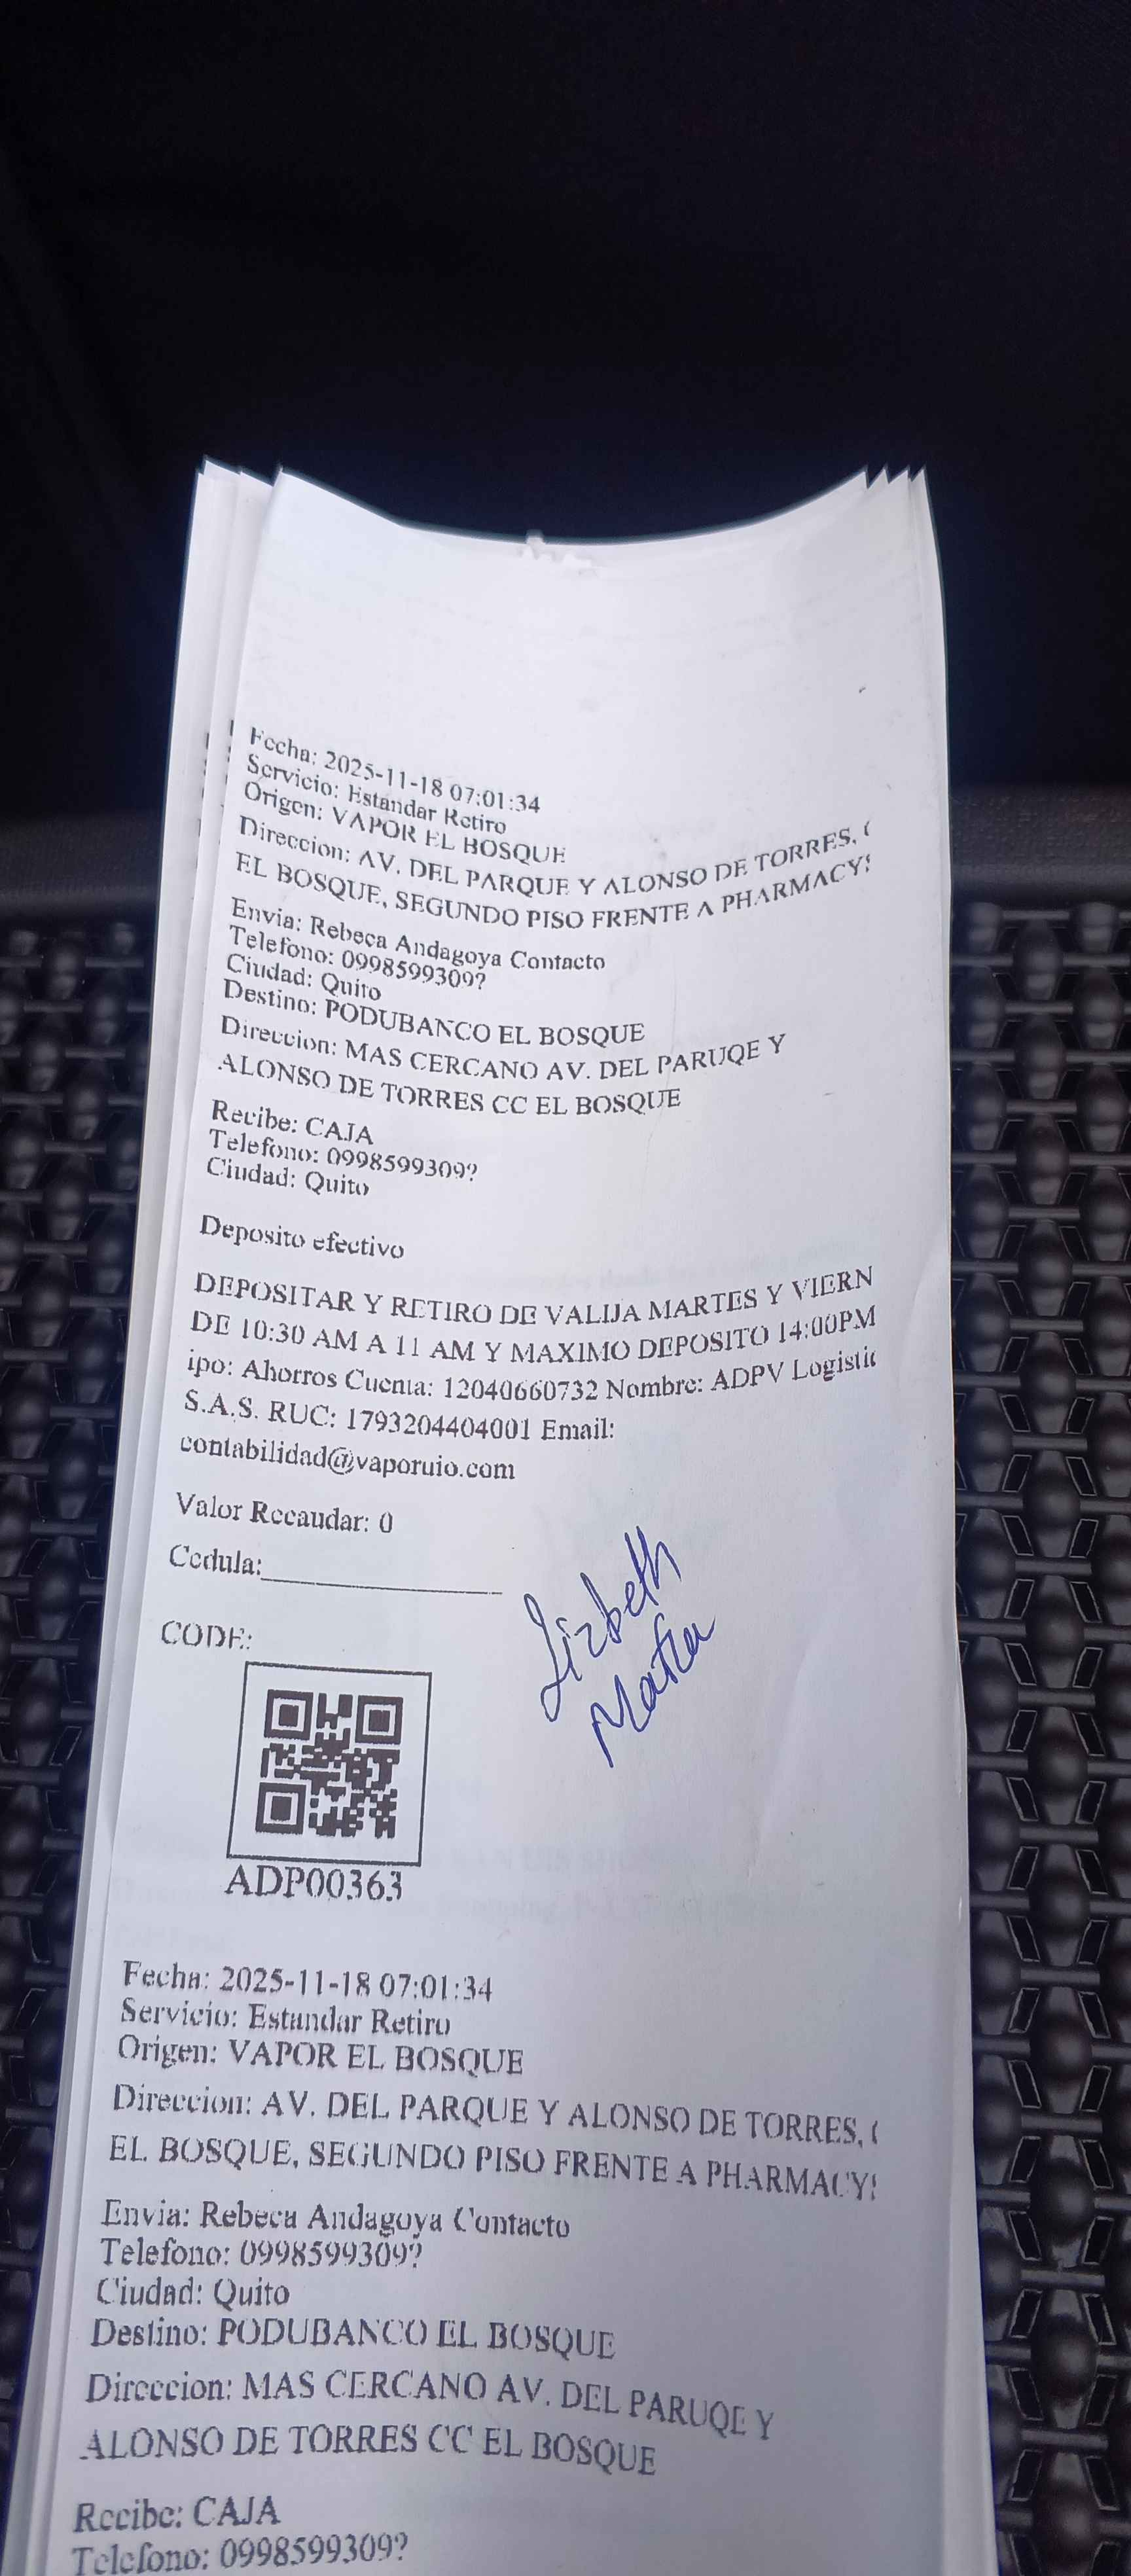 Fecha: 2025-11-18 07:01:34
Servicio: Estandar Retiro
Origen: VAPOR EL BOSQUE
Direccion: AV. DEL PARQUE Y ALONSO DE TORRES,
EL BOSQUE, SEGUNDO PISO FRENTE A PHARMACY
Envia: Rebeca Andagoya Contacto
Telefono: 0998599309?
Ciudad: Quito
Destino: PODUBANCO EL BOSQUE
Direccion: MAS CERCANO AV. DEL PARUQE Y
ALONSO DE TORRES CC EL BOSQUE
Recibe: CAJA
Telefono: 0998599309?
Ciudad: Quito
Deposito efectivo
DEPOSITAR Y RETIRO DE VALIJA MARTES Y VIERN
DE 10:30 AM A 11 AM Y MAXIMO DEPOSITO 14:00PM
ipo: Ahorros Cuenta: 12040660732 Nombre: ADPV Logistic
S.A.S. RUC: 1793204404001 Email:
contabilidad@vaporuio.com
Valor Recaudar: 0
Cedula:
Lizbeth
CODE:
ADP00363
Fecha: 2025-11-18 07:01:34
Servicio: Estandar Retiro
Origen: VAPOR EL BOSQUE
Direccion: AV. DEL PARQUE Y ALONSO DE TORRES,
EL BOSQUE, SEGUNDO PISO FRENTE A PHARMACY
Envia: Rebeca Andagoya Contacto
Telefono: 0998599309?
Ciudad: Quito
Destino: PODUBANCO EL BOSQUE
Direccion: MAS CERCANO AV. DEL PARUQE Y
ALONSO DE TORRES CC EL BOSQUE
Recibe: CAJA
Telefono: 0998599309?